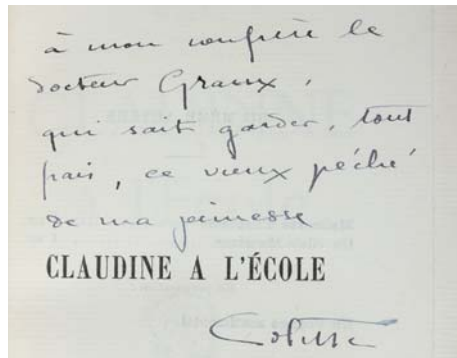 à mon confrère le
docteur Graux,
qui sait garder, tout
frais, ce vieux péché
de ma jeunesse
CLAUDINE A L'ÉCOLE
Colette